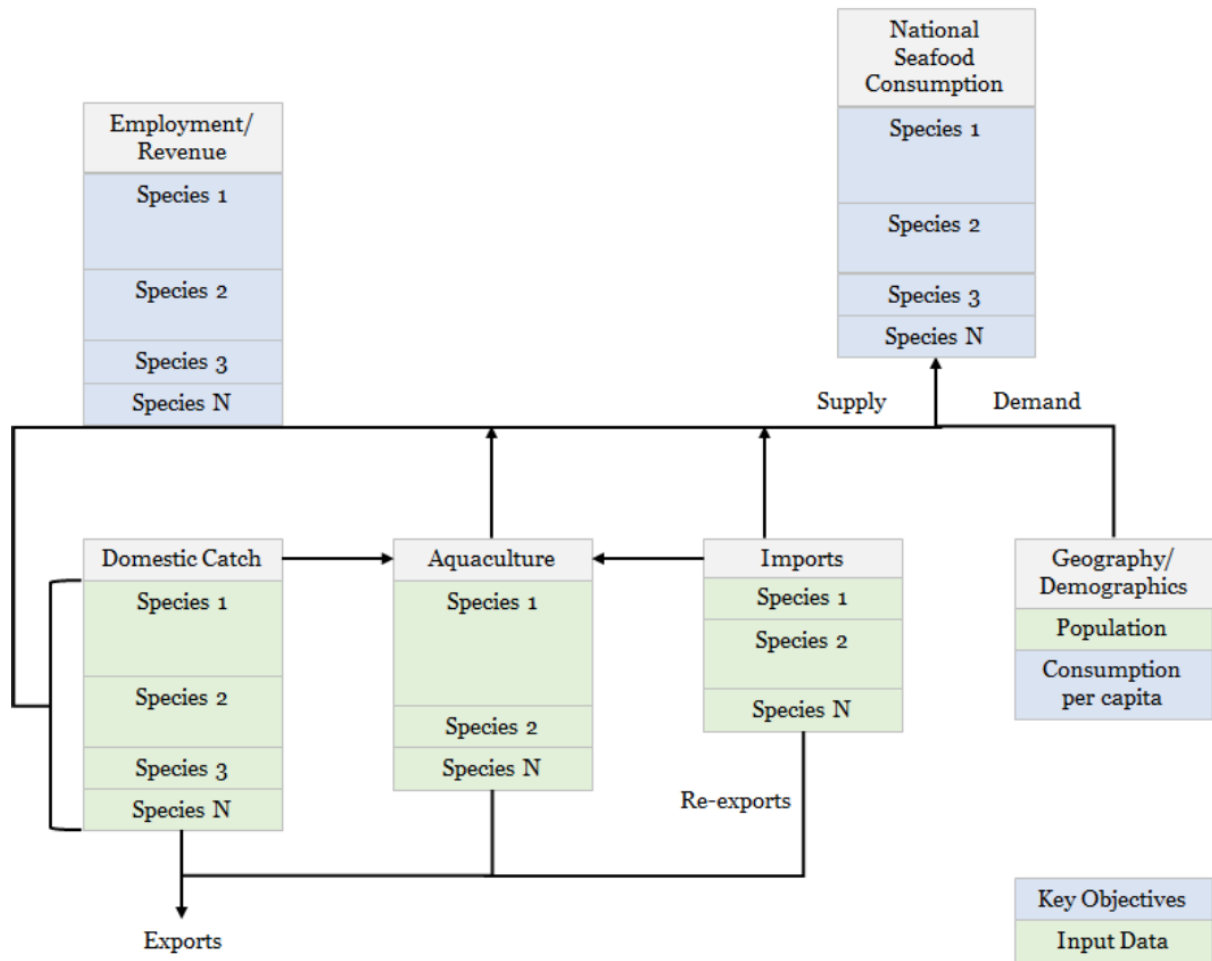 National
Seafood
Consumption
Species 1
Species 2
Species 3
Species N
Employment/
Revenue
Species 1
Species 2
Species 3
Species N
Supply
Demand
Domestic Catch
Species 1
Species 2
Species 3
Species N
Aquaculture
Species 1
Species 2
Species N
Imports
Species 1
Species 2
Species N
Geography/
Demographics
Population
Consumption
per capita
Re-exports
Exports
Key Objectives
Input Data